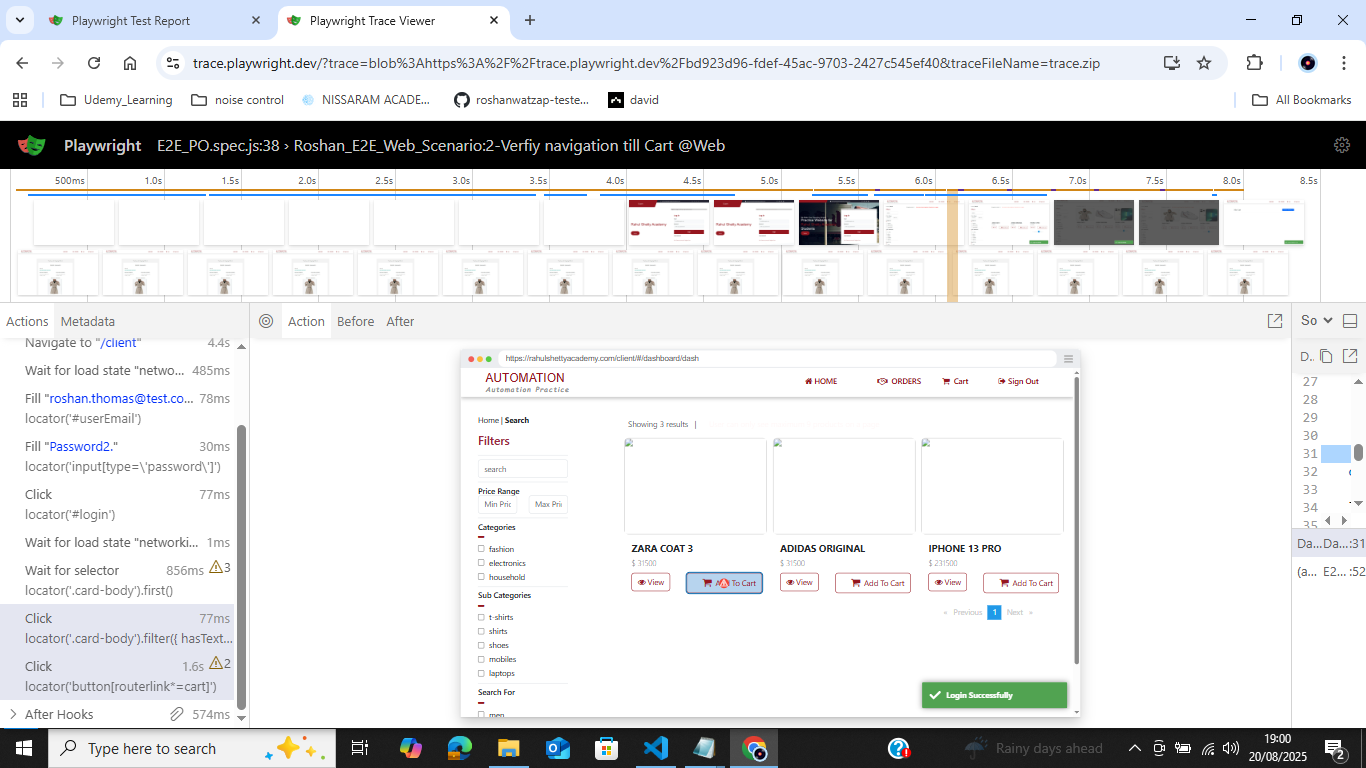 Playwright Test Report
Playwright Trace Viewer
trace.playwright.dev/?trace=blob%3Ahttps%3A%2F%2Ftrace.playwright.dev%2Fbd923d96-fdef-45ac-9703-2427c545ef40&traceFileName=trace.zip
Udemy_Learning
noise control
NISSARAM ACADE...
roshanwatzap-teste...
david
All Bookmarks
Playwright E2E_PO.spec.js:38 › Roshan_E2E_Web_Scenario:2-Verfiy navigation till Cart @Web
500ms 1.0s 1.5s 2.0s 2.5s 3.0s 3.5s 4.0s 4.5s 5.0s 5.5s 6.0s 6.5s 7.0s 7.5s 8.0s 8.5s
Actions Metadata
Navigate to "/client" 4.4s
Wait for load state "netwo... 485ms
Fill "roshan.thomas@test.co... 78ms
locator('#userEmail')
Fill "Password2." 30ms
locator('input[type=\'password\']')
Click 77ms
locator('#login')
Wait for load state "networki... 1ms
Wait for selector 856ms 3
locator('.card-body').first()
Click 77ms
locator('.card-body').filter({ hasText...
Click 1.6s 2
locator('button[routerlink*=cart]')
After Hooks 574ms
Action Before After
https://rahulshettyacademy.com/client/#/dashboard/dash
AUTOMATION
Automation Practice
HOME ORDERS Cart Sign Out
Home | Search
Filters
search
Price Range
Min Pric Max Pri
Categories
fashion
electronics
household
Sub Categories
t-shirts
shirts
shoes
mobiles
laptops
Search For
men
Showing 3 results |
ZARA COAT 3
$ 31500
View Add To Cart
ADIDAS ORIGINAL
$ 31500
View Add To Cart
IPHONE 13 PRO
$ 231500
View Add To Cart
« Previous 1 Next »
Login Successfully
So
D..
27
28
29
30
31
32
33
34
35
Da...Da...:31
(a... E2... :52
Type here to search
Rainy days ahead
19:00
20/08/2025
2